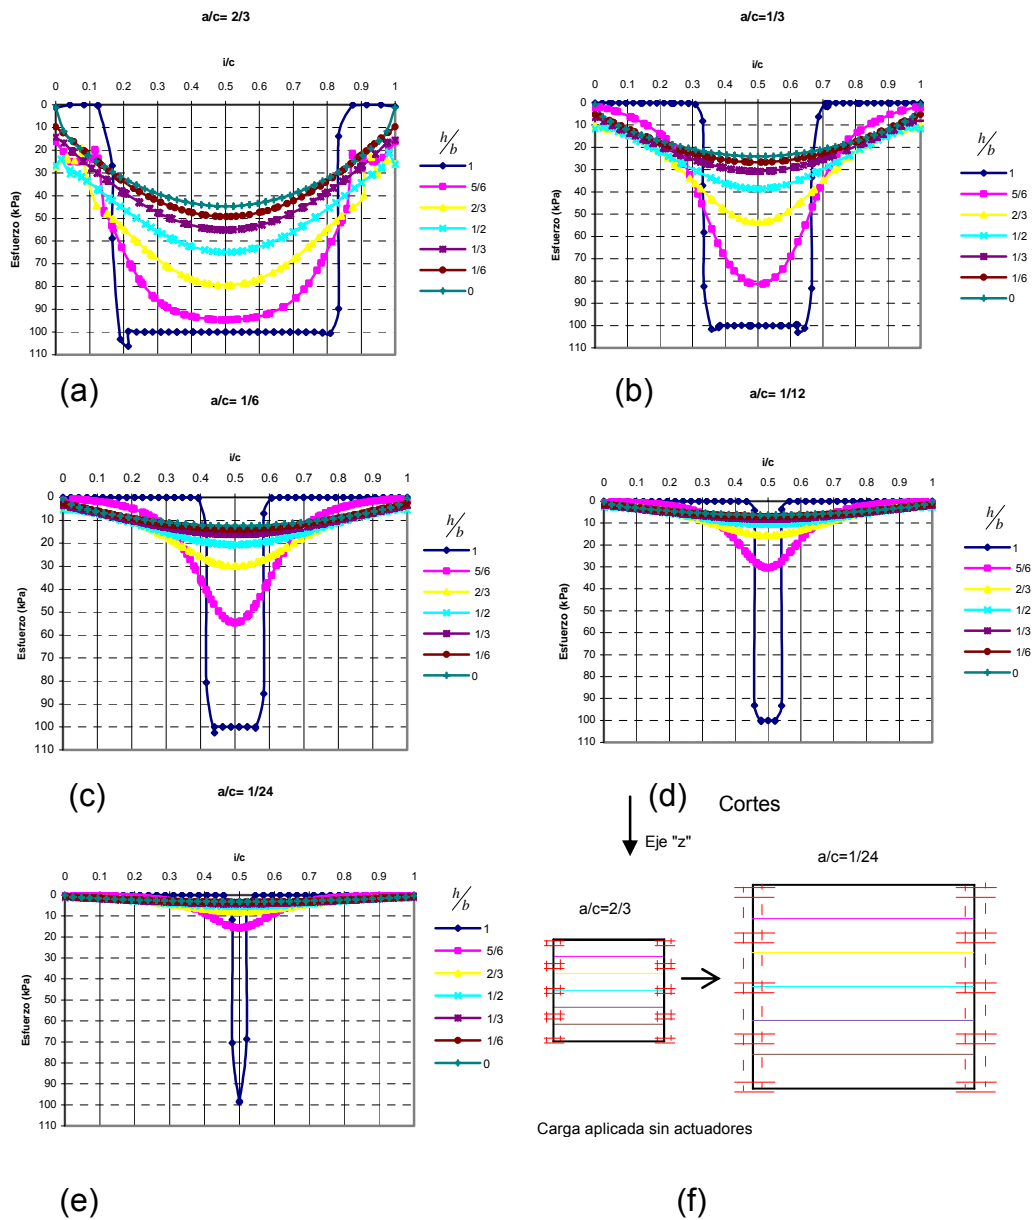 a/c= 2/3
i/c
0 0.1 0.2 0.3 0.4 0.5 0.6 0.7 0.8 0.9 1
0
10
20
30
40
50
60
70
80
90
100
110
Esfuerzo (kPa)
h/b
1
5/6
2/3
1/2
1/3
1/6
0
(a)
a/c=1/3
i/c
0 0.1 0.2 0.3 0.4 0.5 0.6 0.7 0.8 0.9 1
0
10
20
30
40
50
60
70
80
90
100
110
Esfuerzo (kPa)
h/b
1
5/6
2/3
1/2
1/3
1/6
0
(b)
a/c= 1/6
i/c
0 0.1 0.2 0.3 0.4 0.5 0.6 0.7 0.8 0.9 1
0
10
20
30
40
50
60
70
80
90
100
110
Esfuerzo (kPa)
h/b
1
5/6
2/3
1/2
1/3
1/6
0
(c)
a/c= 1/12
i/c
0 0.1 0.2 0.3 0.4 0.5 0.6 0.7 0.8 0.9 1
0
10
20
30
40
50
60
70
80
90
100
110
Esfuerzo (kPa)
h/b
1
5/6
2/3
1/2
1/3
1/6
0
(d)
a/c= 1/24
i/c
0 0.1 0.2 0.3 0.4 0.5 0.6 0.7 0.8 0.9 1
0
10
20
30
40
50
60
70
80
90
100
110
Esfuerzo (kPa)
h/b
1
5/6
2/3
1/2
1/3
1/6
0
(e)
Cortes
Eje "z"
a/c=1/24
a/c=2/3
Carga aplicada sin actuadores
(f)